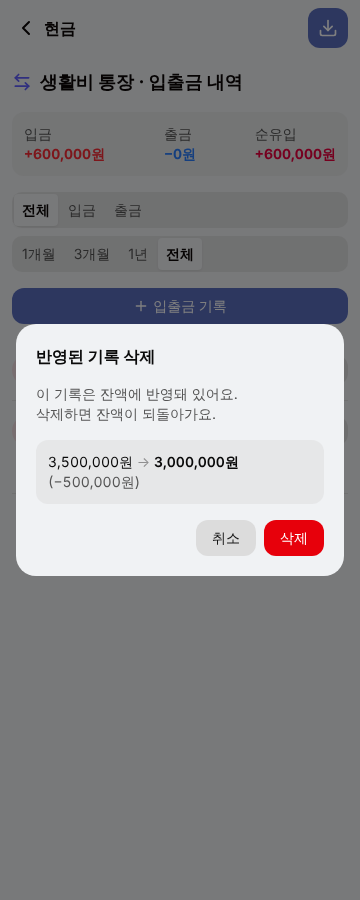 현금
생활비 통장 · 입출금 내역
입금 출금 순유입
+600,000원 −0원 +600,000원
전체 입금 출금
1개월 3개월 1년 전체
+ 입출금 기록
반영된 기록 삭제
이 기록은 잔액에 반영돼 있어요.
삭제하면 잔액이 되돌아가요.
3,500,000원 → 3,000,000원
(−500,000원)
취소 삭제